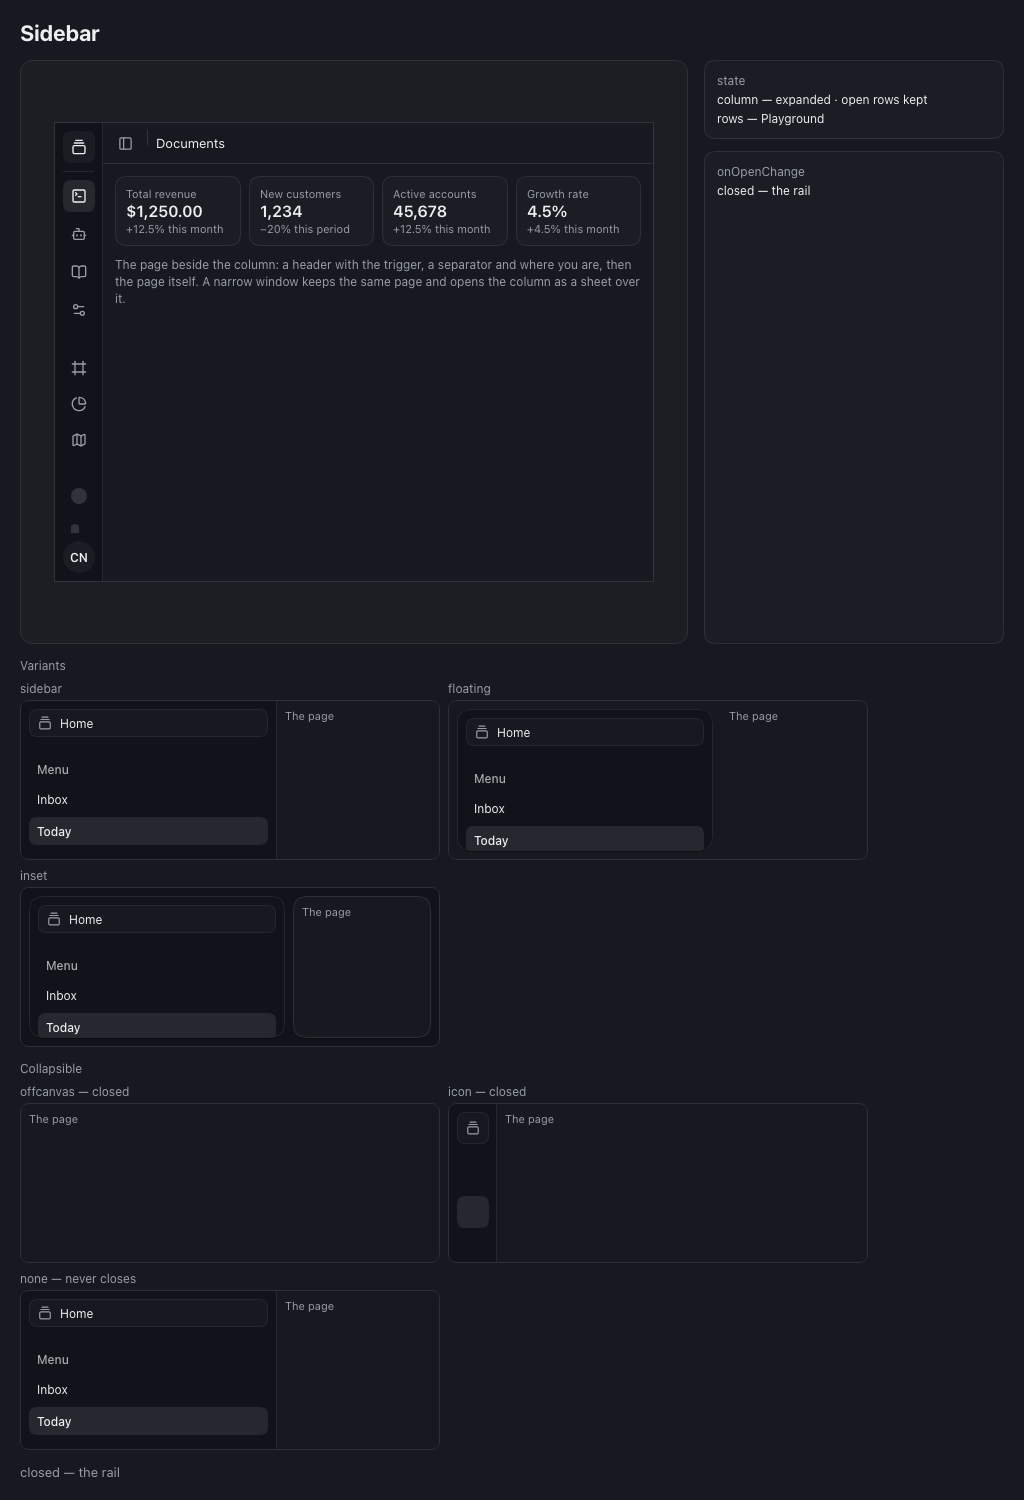 Sidebar
Documents
Total revenue
$1,250.00
+12.5% this month
New customers
1,234
−20% this period
Active accounts
45,678
+12.5% this month
Growth rate
4.5%
+4.5% this month
The page beside the column: a header with the trigger, a separator and where you are, then
the page itself. A narrow window keeps the same page and opens the column as a sheet over
it.
CN
state
column — expanded · open rows kept
rows — Playground
onOpenChange
closed — the rail
Variants
sidebar
Home
Menu
Inbox
Today
The page
floating
Home
Menu
Inbox
Today
The page
inset
Home
Menu
Inbox
Today
The page
Collapsible
offcanvas — closed
The page
icon — closed
The page
none — never closes
Home
Menu
Inbox
Today
The page
closed — the rail